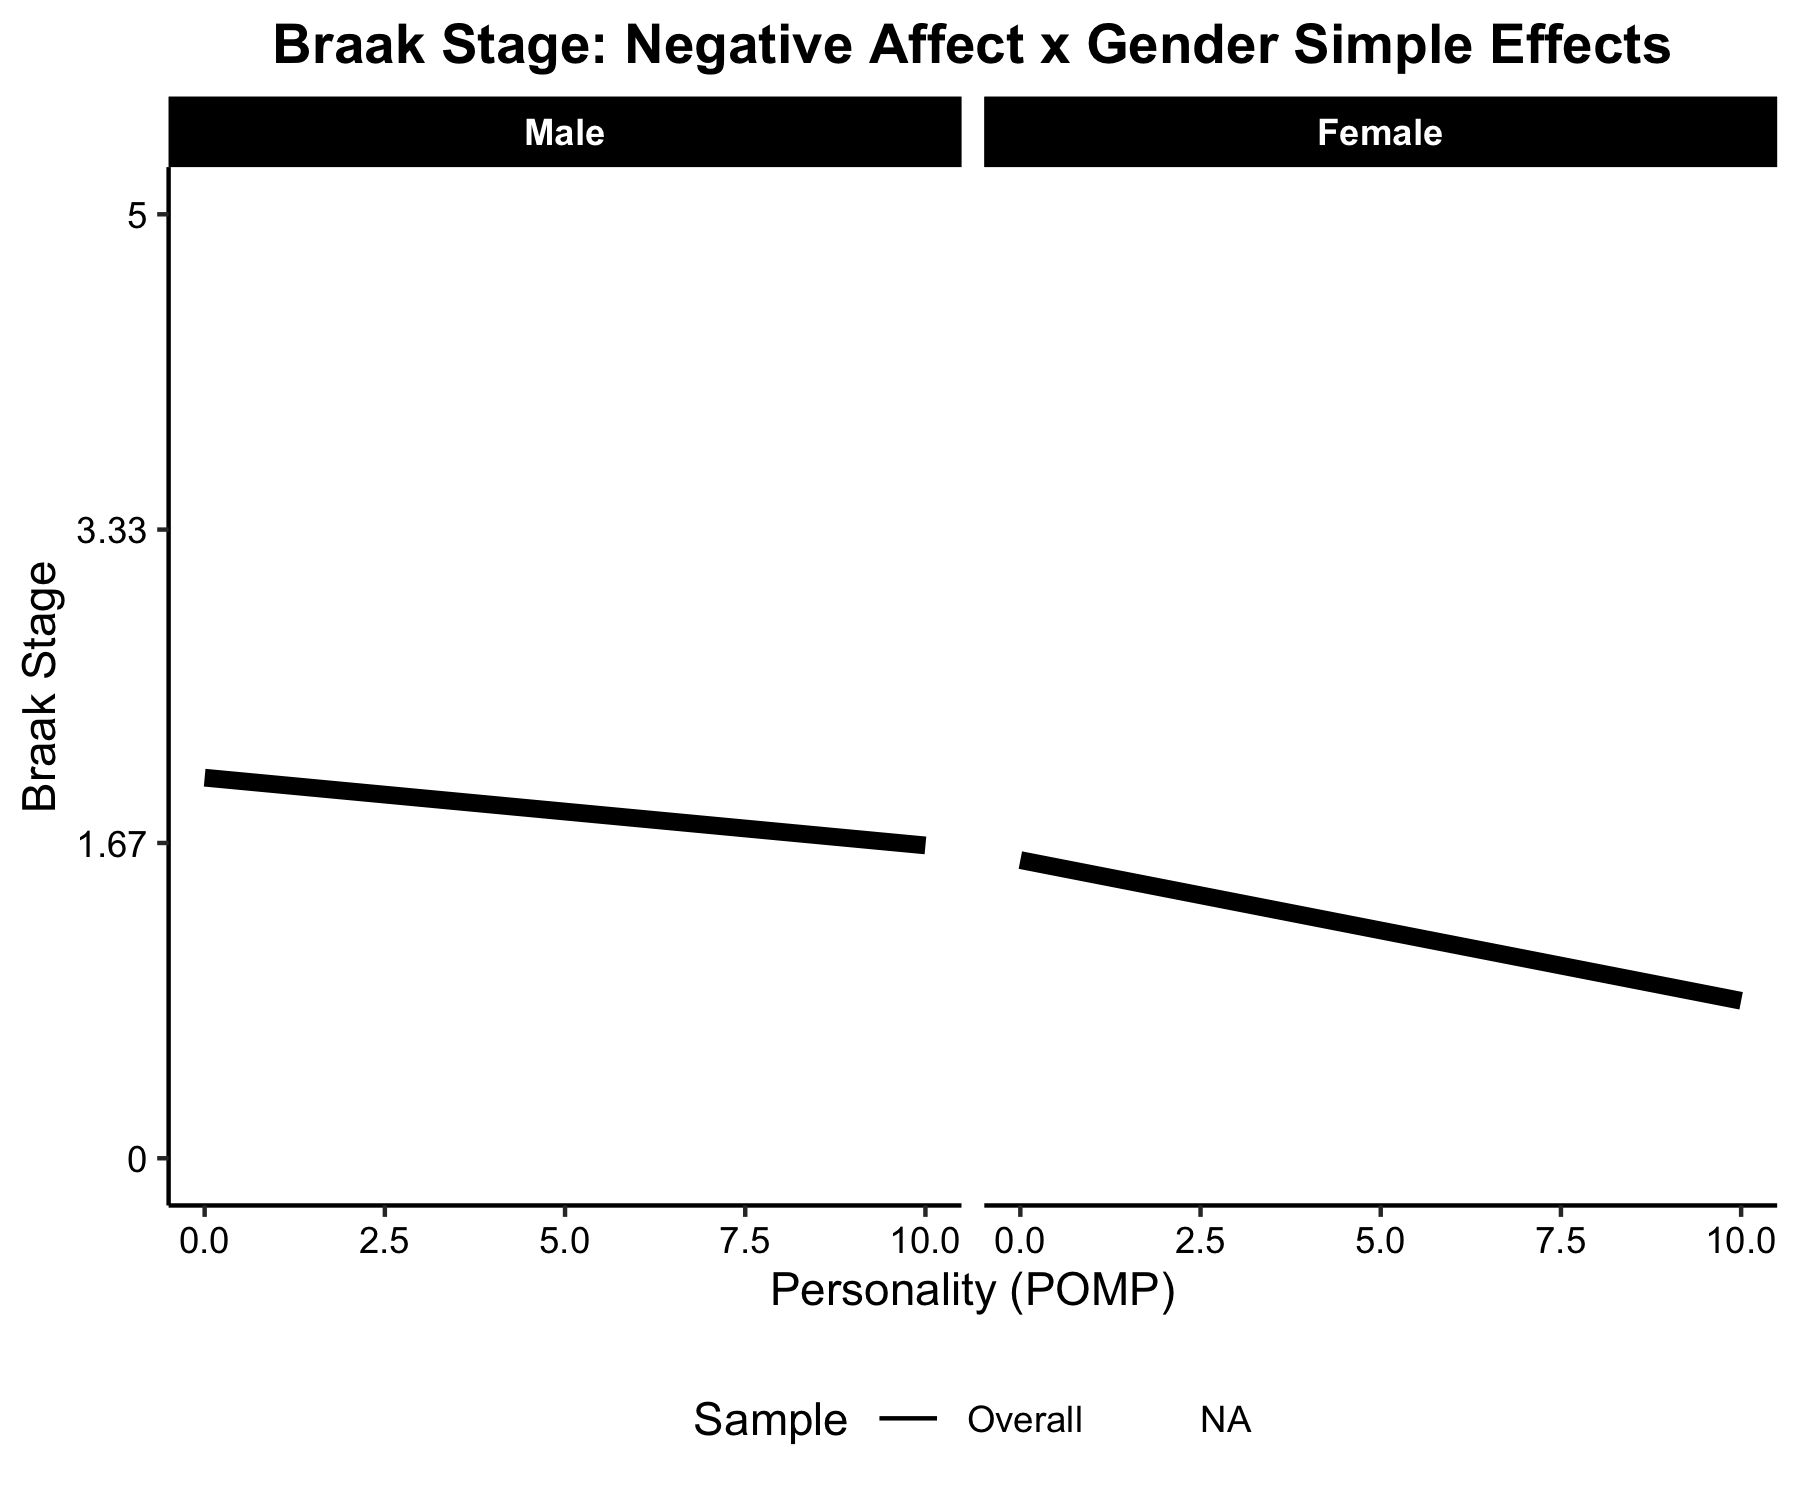 Braak Stage: Negative Affect x Gender Simple Effects
Male
Female
5
3.33
1.67
0
Braak Stage
0.0 2.5 5.0 7.5 10.0
0.0 2.5 5.0 7.5 10.0
Personality (POMP)
Sample Overall NA